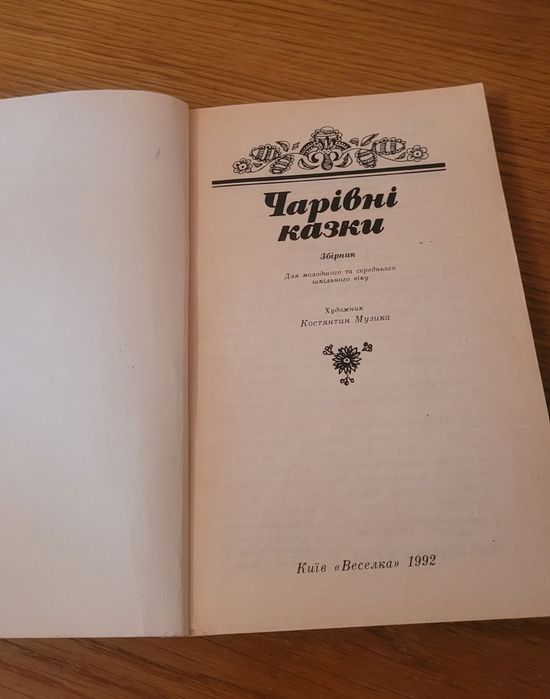 Чарівні
казки
Збірник
Для молодшого та середнього
шкільного віку
Художник
Костянтин Музика
Київ «Веселка» 1992